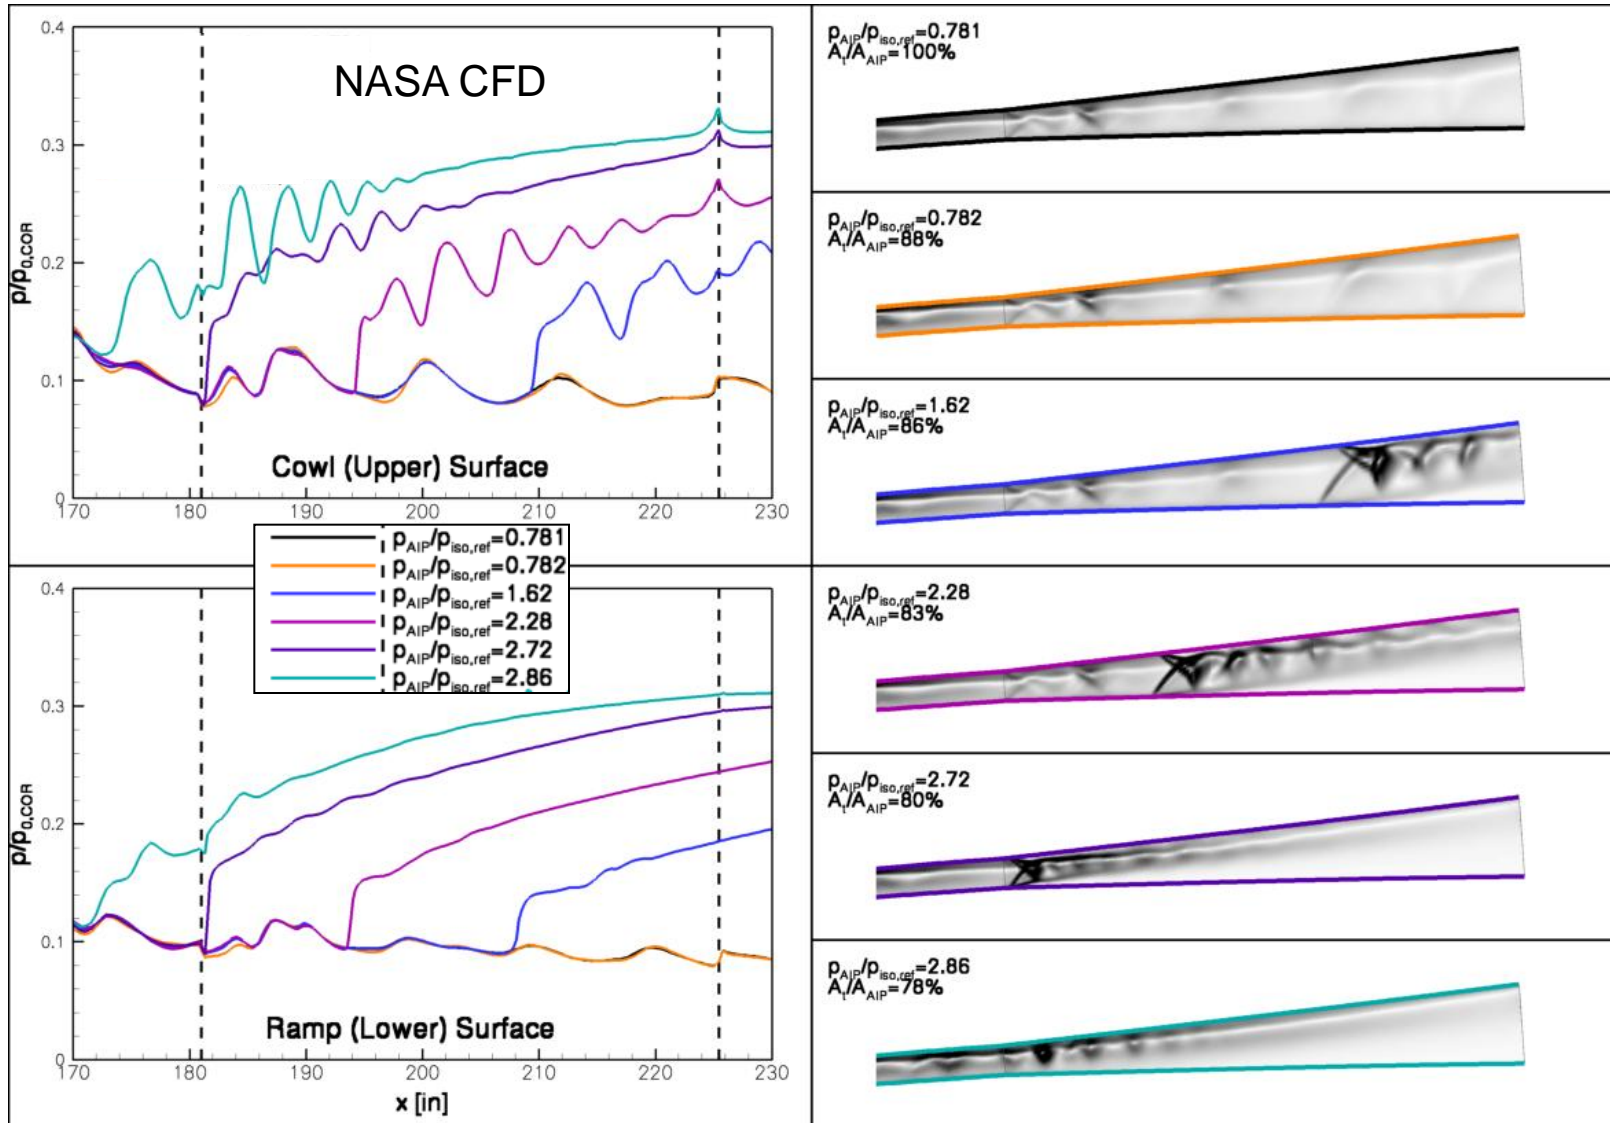 0.4
0.3
0.2
0.1
0
p/p0,COR
NASA CFD
Cowl (Upper) Surface
170 180 190 200 210 220 230
pAIP/piso,ref=0.781
pAIP/piso,ref=0.782
pAIP/piso,ref=1.62
pAIP/piso,ref=2.28
pAIP/piso,ref=2.72
pAIP/piso,ref=2.86
0.4
0.3
0.2
0.1
0
p/p0,COR
Ramp (Lower) Surface
170 180 190 200 210 220 230
x [in]
pAIP/piso,ref=0.781
At/AAIP=100%
pAIP/piso,ref=0.782
At/AAIP=88%
pAIP/piso,ref=1.62
At/AAIP=86%
pAIP/piso,ref=2.28
At/AAIP=83%
pAIP/piso,ref=2.72
At/AAIP=80%
pAIP/piso,ref=2.86
At/AAIP=78%